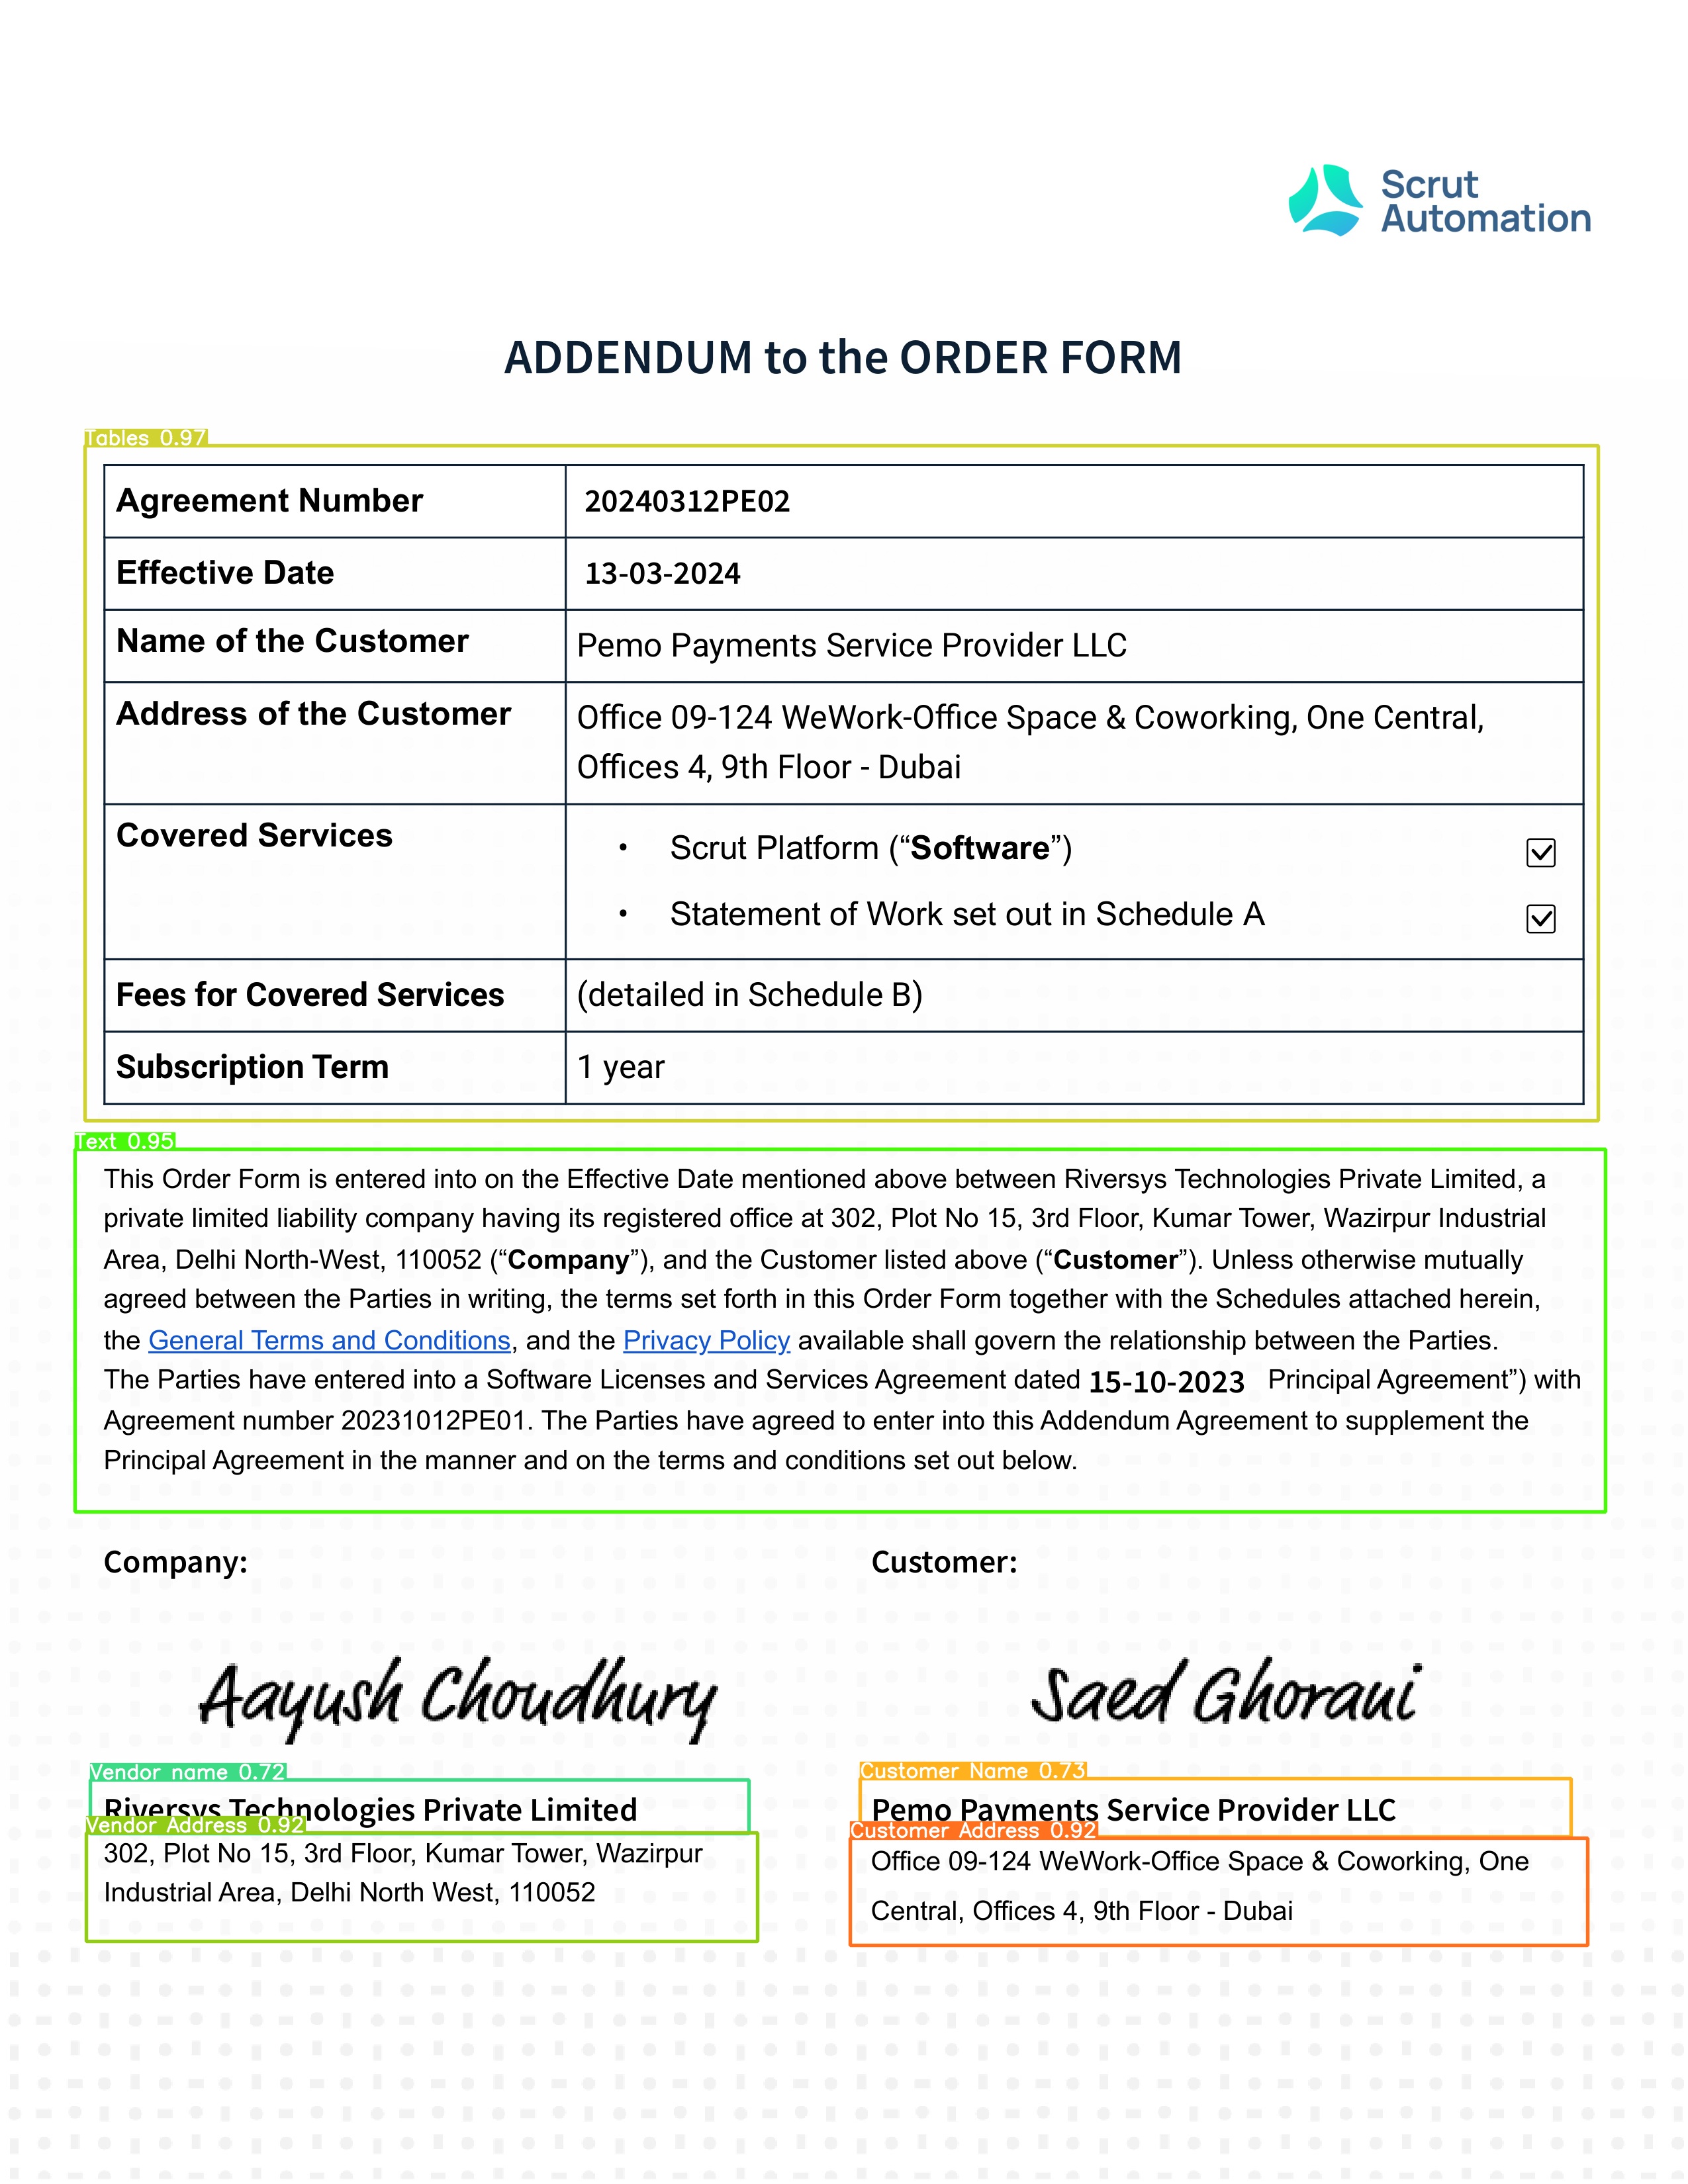 Scrut
Automation
ADDENDUM to the ORDER FORM
Tables 0.97
Agreement Number 20240312PE02
Effective Date 13-03-2024
Name of the Customer Pemo Payments Service Provider LLC
Address of the Customer Office 09-124 WeWork-Office Space & Coworking, One Central,
Offices 4, 9th Floor - Dubai
Covered Services • Scrut Platform (“Software”) ☑
• Statement of Work set out in Schedule A ☑
Fees for Covered Services (detailed in Schedule B)
Subscription Term 1 year
Text 0.95
This Order Form is entered into on the Effective Date mentioned above between Riversys Technologies Private Limited, a
private limited liability company having its registered office at 302, Plot No 15, 3rd Floor, Kumar Tower, Wazirpur Industrial
Area, Delhi North-West, 110052 (“Company”), and the Customer listed above (“Customer”). Unless otherwise mutually
agreed between the Parties in writing, the terms set forth in this Order Form together with the Schedules attached herein,
the General Terms and Conditions, and the Privacy Policy available shall govern the relationship between the Parties.
The Parties have entered into a Software Licenses and Services Agreement dated 15-10-2023 Principal Agreement”) with
Agreement number 20231012PE01. The Parties have agreed to enter into this Addendum Agreement to supplement the
Principal Agreement in the manner and on the terms and conditions set out below.
Company: Customer:
Aayush Choudhury Saed Ghorani
Vendor name 0.72 Customer Name 0.73
Riversys Technologies Private Limited Pemo Payments Service Provider LLC
Vendor Address 0.92 Customer Address 0.92
302, Plot No 15, 3rd Floor, Kumar Tower, Wazirpur Office 09-124 WeWork-Office Space & Coworking, One
Industrial Area, Delhi North West, 110052 Central, Offices 4, 9th Floor - Dubai